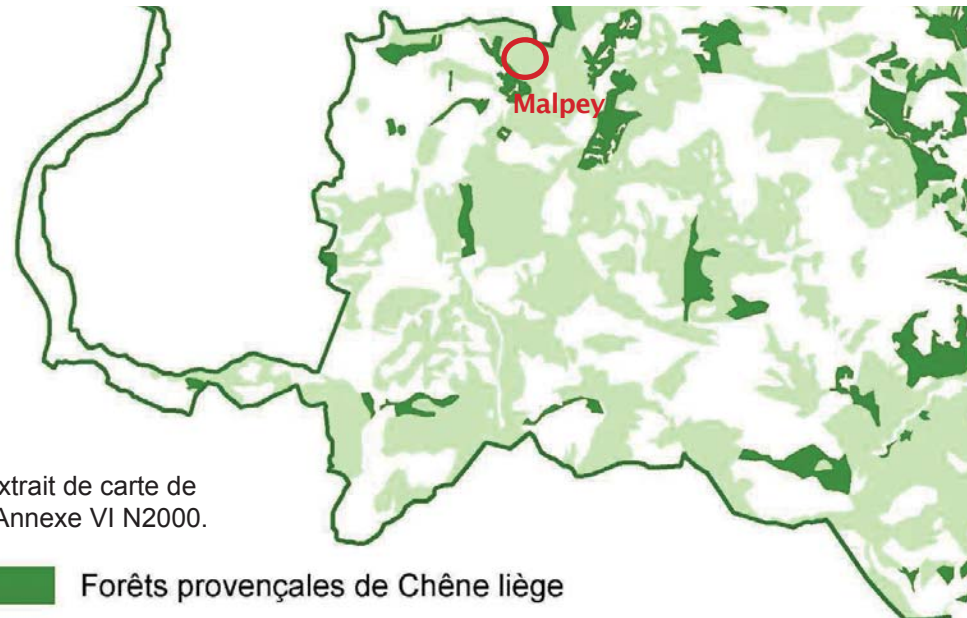 Malpey
xtrait de carte de
Annexe VI N2000.
Forêts provençales de Chêne liège